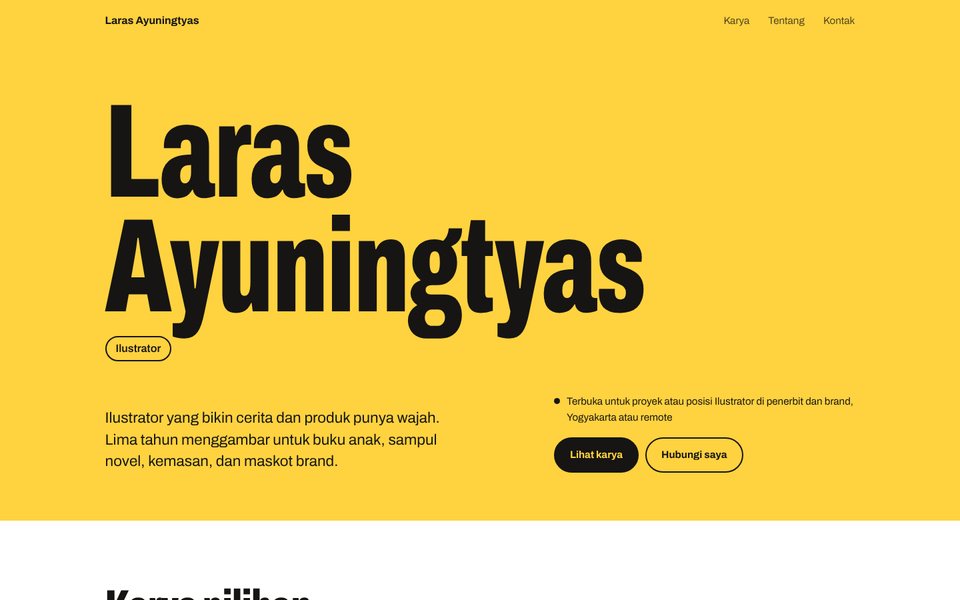 Laras Ayuningtyas
Karya Tentang Kontak
Laras
Ayuningtyas
Ilustrator
Ilustrator yang bikin cerita dan produk punya wajah.
Lima tahun menggambar untuk buku anak, sampul
novel, kemasan, dan maskot brand.
Terbuka untuk proyek atau posisi Ilustrator di penerbit dan brand,
Yogyakarta atau remote
Lihat karya
Hubungi saya
Karya pilihan